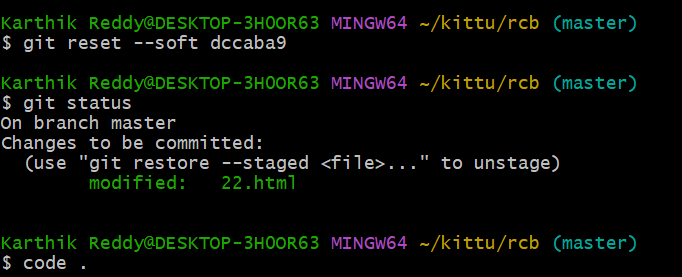 Karthik Reddy@DESKTOP-3HOOR63 MINGW64 ~/kittu/rcb (master)
$ git reset --soft dccaba9
Karthik Reddy@DESKTOP-3HOOR63 MINGW64 ~/kittu/rcb (master)
$ git status
On branch master
Changes to be committed:
  (use "git restore --staged <file>..." to unstage)
        modified:   22.html
Karthik Reddy@DESKTOP-3HOOR63 MINGW64 ~/kittu/rcb (master)
$ code .